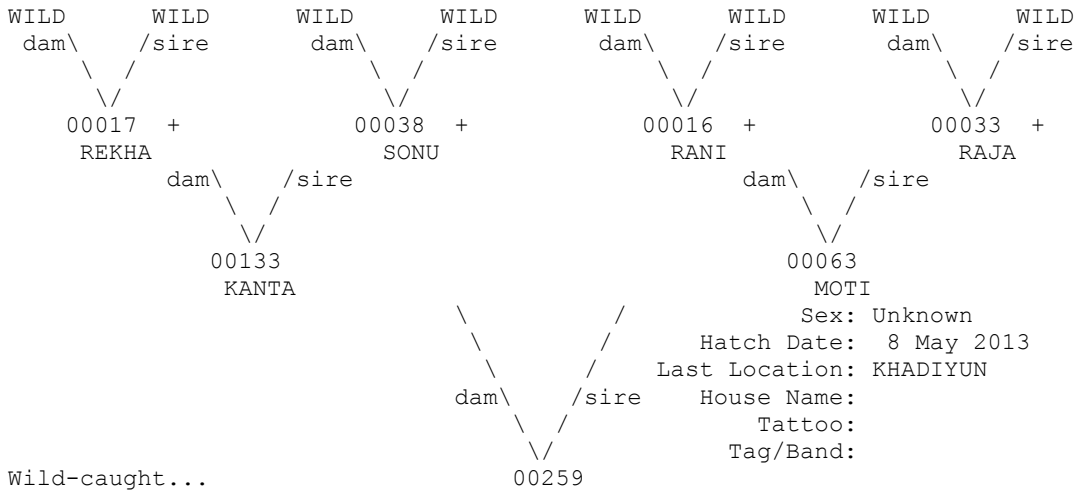 WILD WILD WILD WILD WILD WILD WILD WILD
dam\ /sire dam\ /sire dam\ /sire dam\ /sire
\ / \ / \ / \ /
\/ \/ \/ \/
00017 + 00038 + 00016 + 00033 +
REKHA SONU RANI RAJA
dam\ /sire dam\ /sire
\ / \ /
\/ \/
00133 00063
KANTA MOTI
\ / Sex: Unknown
\ / Hatch Date: 8 May 2013
\ / Last Location: KHADIYUN
dam\ /sire House Name:
\ / Tattoo:
\/ Tag/Band:
Wild-caught... 00259